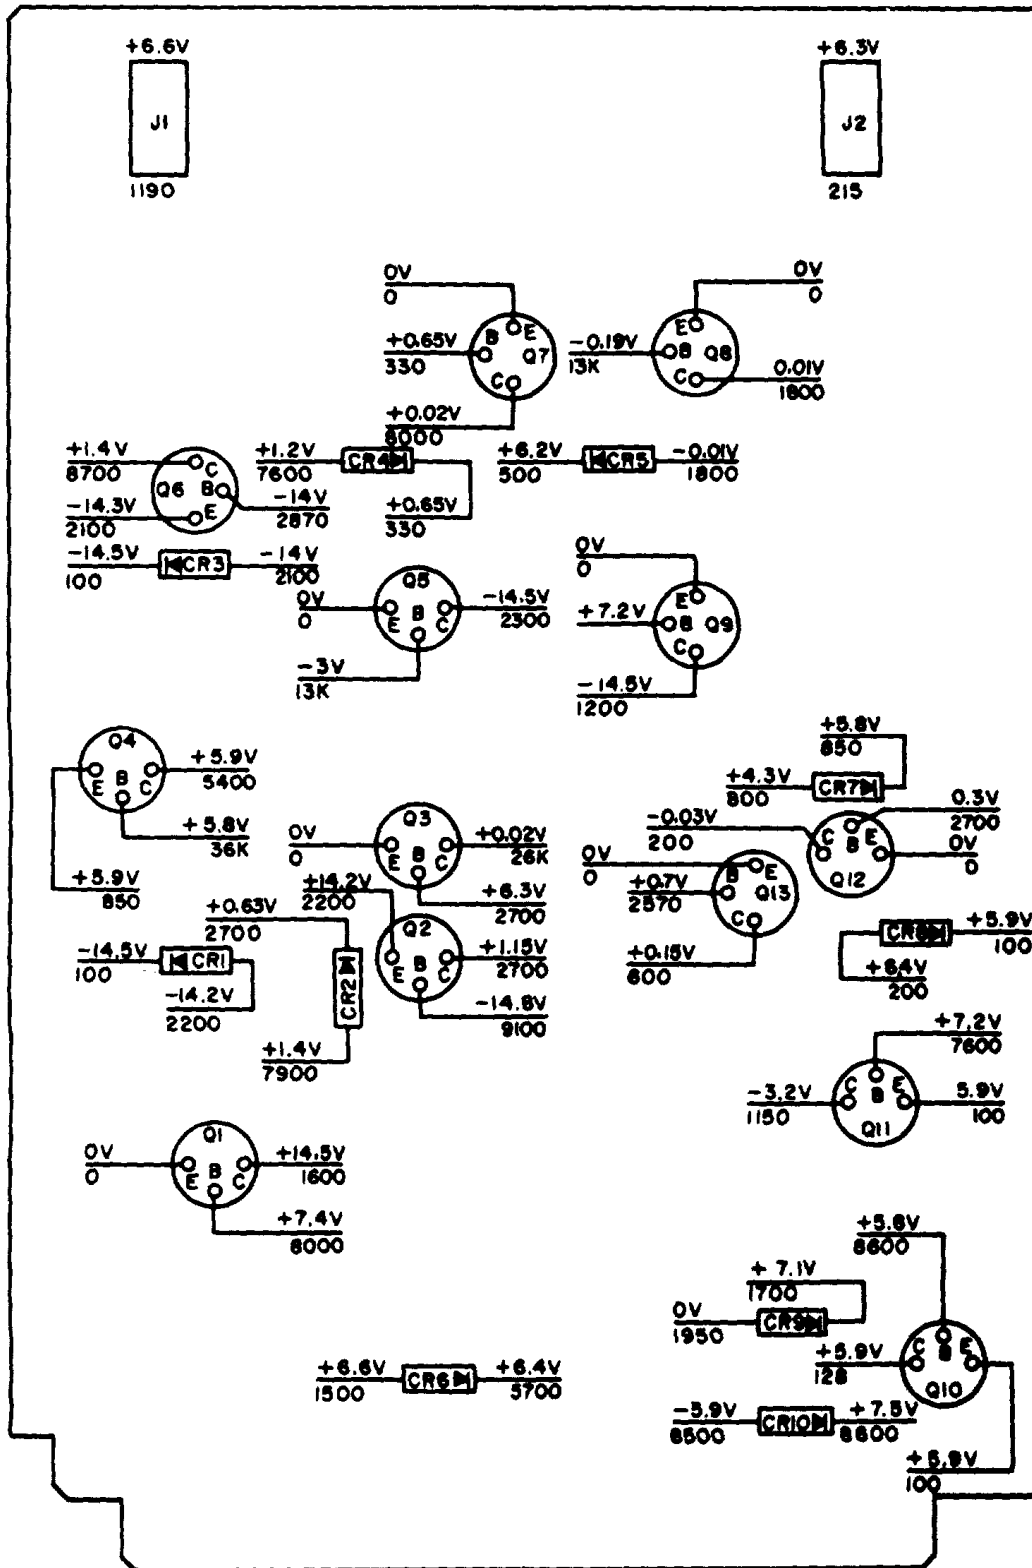 +6.6V
J1
1190
+6.3V
J2
215
0V
0
+0.65V
330
+0.02V
8000
B
E
Q7
C
0V
0
-0.19V
13K
0.01V
1800
E
B
Q8
C
+1.4V
8700
-14.3V
2100
-14V
2870
C
Q6
B
E
+1.2V
7600
CR4
+0.65V
330
+6.2V
500
CR5
-0.01V
1800
-14.5V
100
CR3
-14V
2100
Q5
E
B
C
0V
0
-14.5V
2300
-3V
13K
0V
0
+7.2V
-14.5V
1200
E
B
Q9
C
Q4
E
B
C
+5.9V
5400
+5.8V
36K
+5.9V
850
+5.8V
850
+4.3V
800
CR7
Q3
E
B
C
0V
0
+0.02V
26K
+6.3V
2700
-0.03V
200
0.3V
2700
0V
0
C
B
E
Q12
0V
0
+0.7V
2570
+0.15V
600
B
E
Q13
C
+14.2V
2200
Q2
E
B
C
+1.15V
2700
-14.8V
9100
+0.63V
2700
CR2
+1.4V
7900
-14.5V
100
CR1
-14.2V
2200
CR8
+5.9V
100
+6.4V
200
+7.2V
7600
-3.2V
1150
5.9V
100
C
B
E
Q11
Q1
E
B
C
0V
0
+14.5V
1600
+7.4V
6000
+5.8V
8600
+7.1V
1700
0V
1950
CR9
+5.9V
128
C
B
E
Q10
+6.6V
1500
CR6
+6.4V
5700
-5.9V
8500
CR10
+7.5V
8600
+5.9V
100